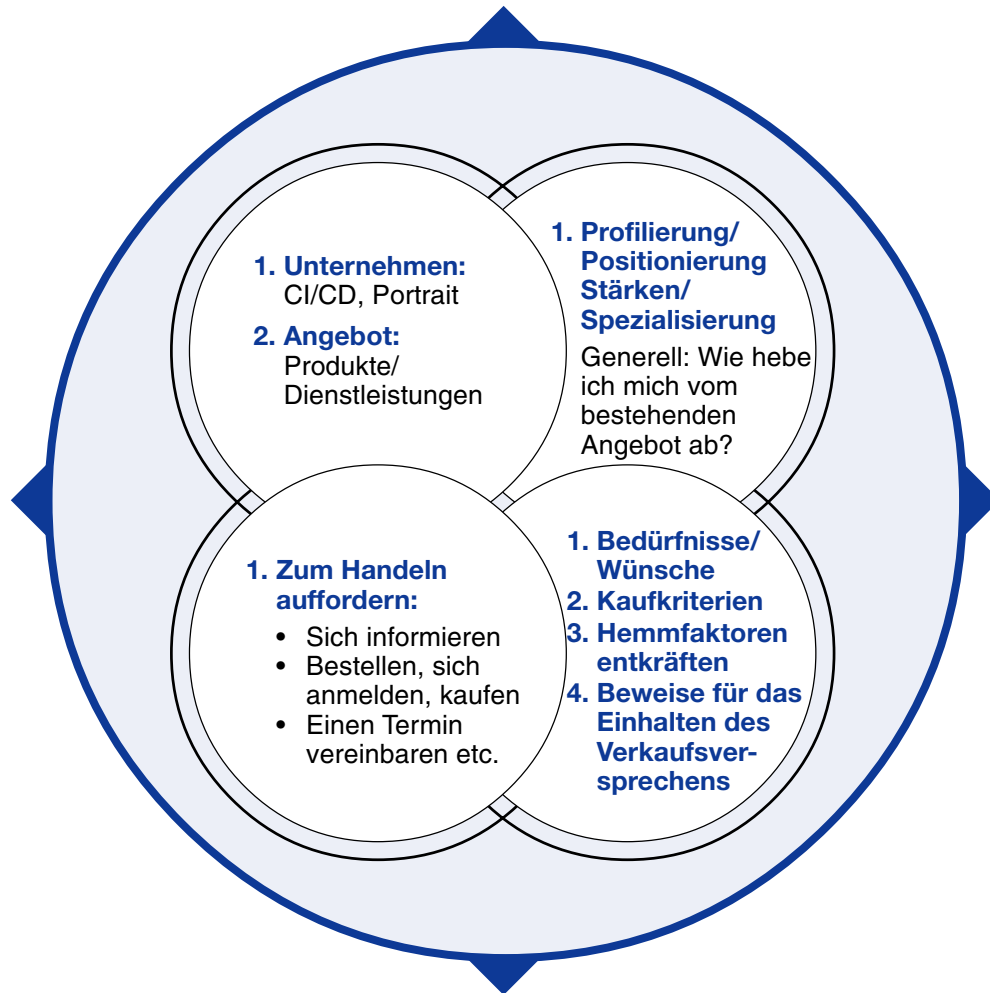 1. Unternehmen:
CI/CD, Portrait
2. Angebot:
Produkte/
Dienstleistungen
1. Profilierung/
Positionierung
Stärken/
Spezialisierung
Generell: Wie hebe
ich mich vom
bestehenden
Angebot ab?
1. Zum Handeln
auffordern:
• Sich informieren
• Bestellen, sich
anmelden, kaufen
• Einen Termin
vereinbaren etc.
1. Bedürfnisse/
Wünsche
2. Kaufkriterien
3. Hemmfaktoren
entkräften
4. Beweise für das
Einhalten des
Verkaufsver-
sprechens